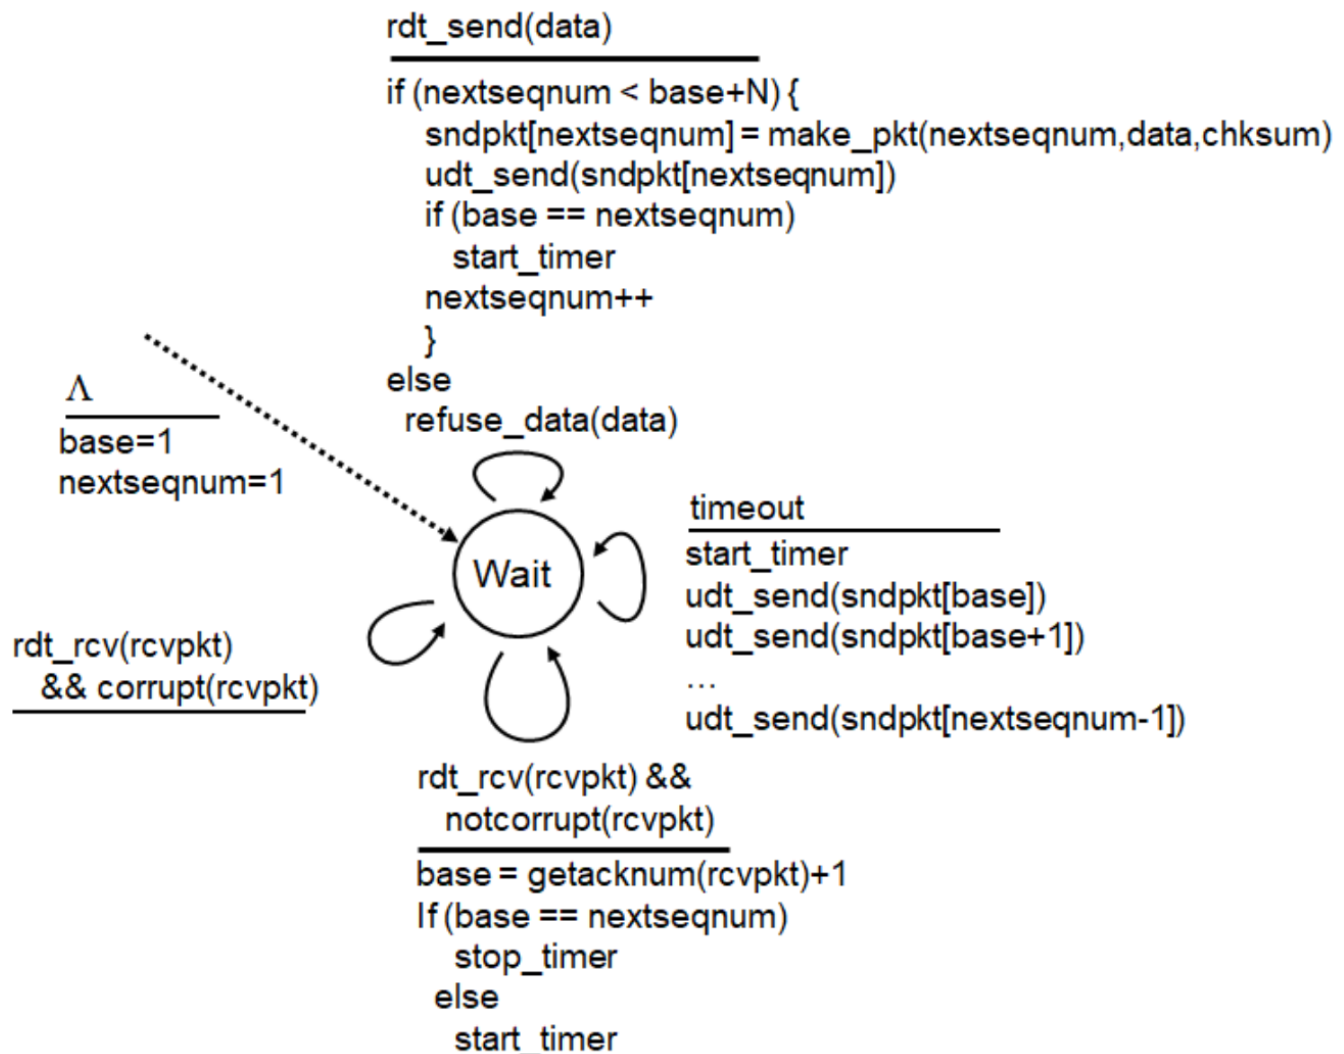 rdt_send(data)
if (nextseqnum < base+N) {
sndpkt[nextseqnum] = make_pkt(nextseqnum,data,chksum)
udt_send(sndpkt[nextseqnum])
if (base == nextseqnum)
start_timer
nextseqnum++
}
else
refuse_data(data)
Λ
base=1
nextseqnum=1
Wait
timeout
start_timer
udt_send(sndpkt[base])
udt_send(sndpkt[base+1])
…
udt_send(sndpkt[nextseqnum-1])
rdt_rcv(rcvpkt)
&& corrupt(rcvpkt)
rdt_rcv(rcvpkt) &&
notcorrupt(rcvpkt)
base = getacknum(rcvpkt)+1
If (base == nextseqnum)
stop_timer
else
start_timer